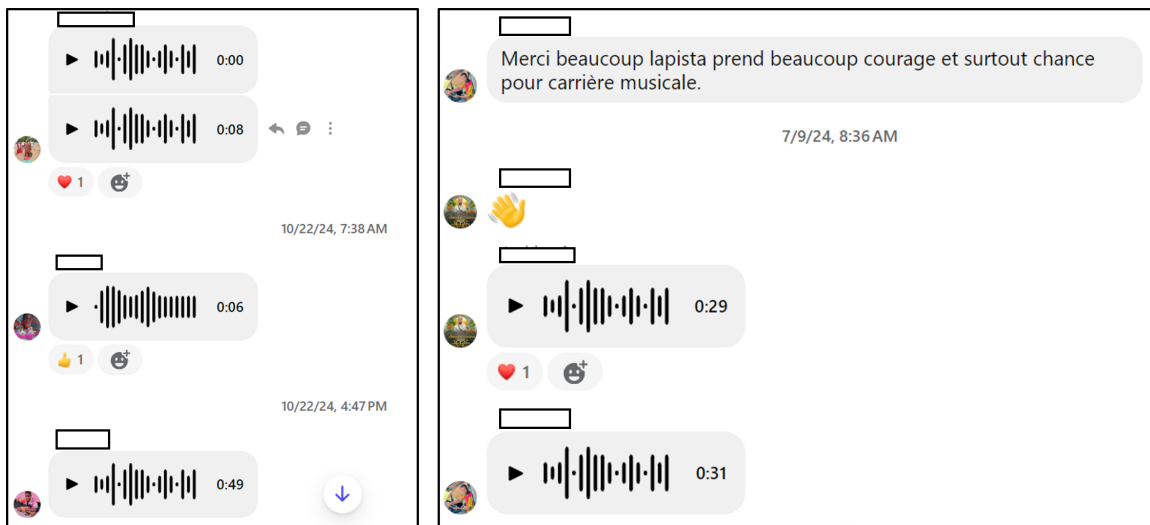 0:00
0:08
1
10/22/24, 7:38 AM
0:06
1
10/22/24, 4:47 PM
0:49
Merci beaucoup lapista prend beaucoup courage et surtout chance
pour carrière musicale.
7/9/24, 8:36 AM
0:29
1
0:31